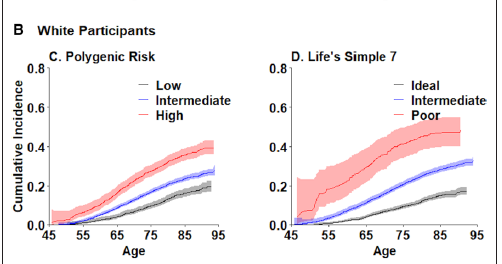 B White Participants
C. Polygenic Risk
D. Life's Simple 7
Cumulative Incidence
0.8
0.6
0.4
0.2
0.0
Low
Intermediate
High
45 55 65 75 85 95
Age
0.8
0.6
0.4
0.2
0.0
Ideal
Intermediate
Poor
45 55 65 75 85 95
Age